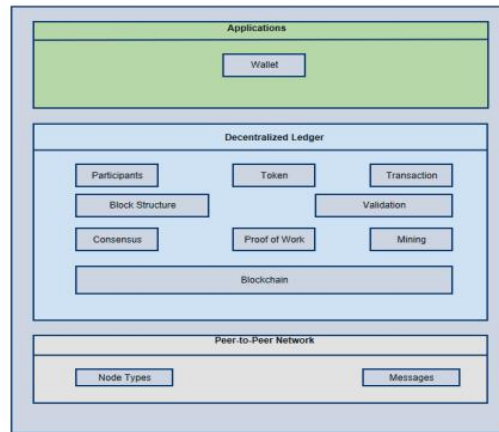 Applications
Wallet
Decentralized Ledger
Participants
Token
Transaction
Block Structure
Validation
Consensus
Proof of Work
Mining
Blockchain
Peer-to-Peer Network
Node Types
Messages